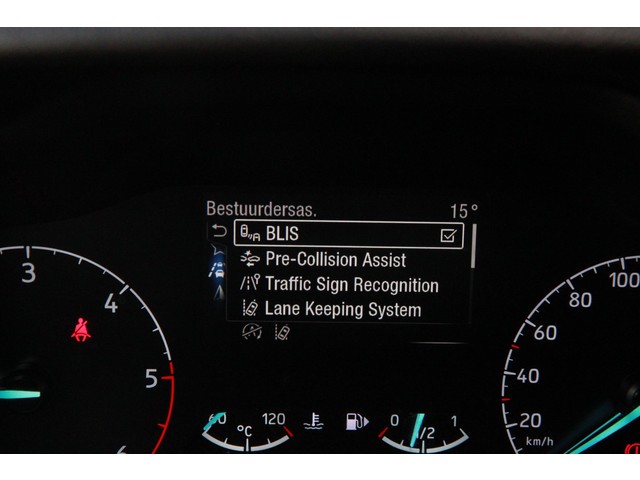 Bestuurdersas. 15°
BLIS
Pre-Collision Assist
Traffic Sign Recognition
Lane Keeping System
3
4
5
6
60 120
°C
0 1/2 1
20
40
60
80
100
km/h